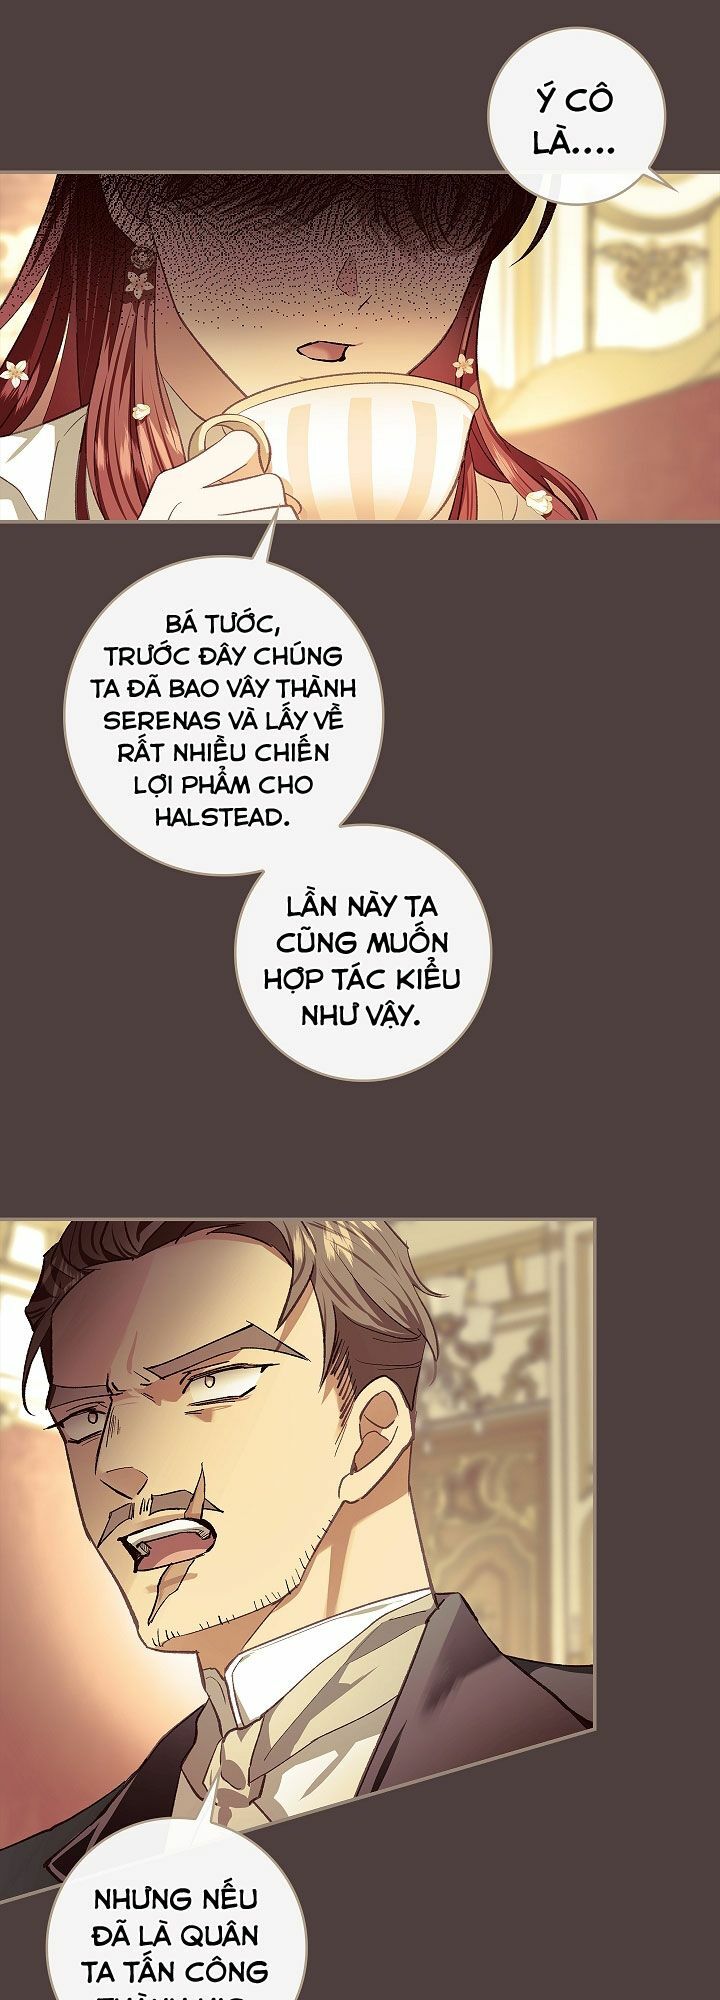 Ý CÔ
LÀ....
BÁ TƯỚC,
TRƯỚC ĐÂY CHÚNG
TA ĐÃ BAO VÂY THÀNH
SERENAS VÀ LẤY VỀ
RẤT NHIỀU CHIẾN
LỢI PHẨM CHO
HALSTEAD.
LẦN NÀY TA
CŨNG MUỐN
HỢP TÁC KIỂU
NHƯ VẬY.
NHƯNG NẾU
ĐÃ LÀ QUÂN
TA TẤN CÔNG